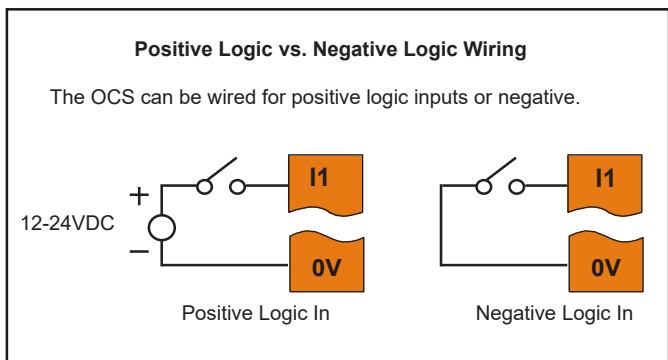 Positive Logic vs. Negative Logic Wiring
The OCS can be wired for positive logic inputs or negative.
I1
I1
+
12-24VDC
–
0V
0V
Positive Logic In
Negative Logic In